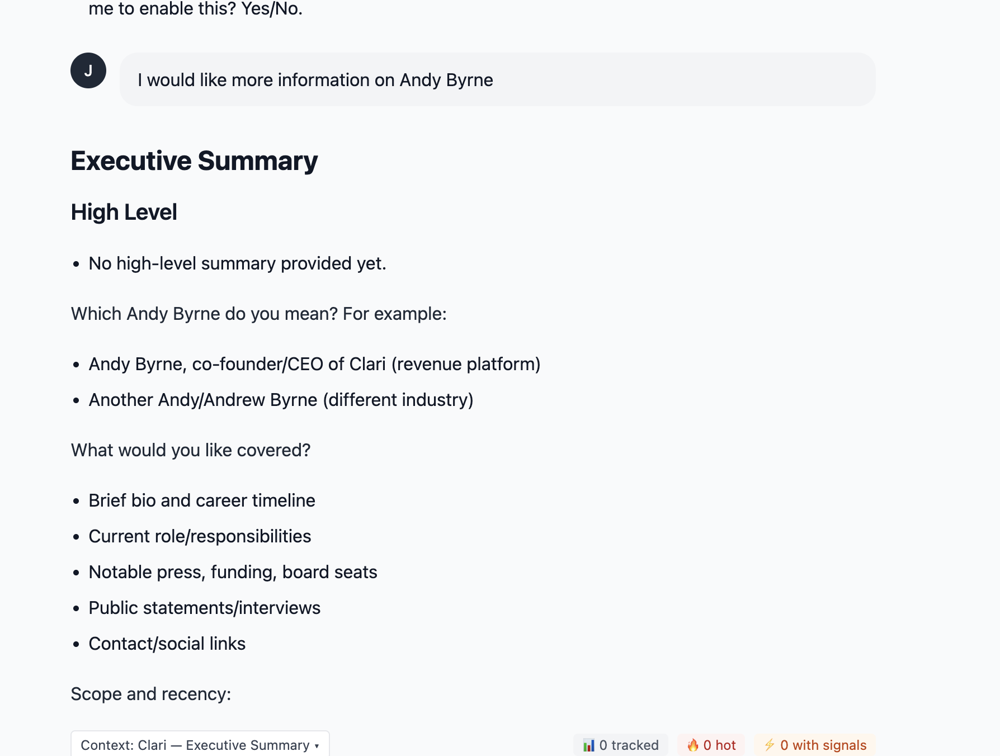 me to enable this? Yes/No.
J
I would like more information on Andy Byrne
Executive Summary
High Level
• No high-level summary provided yet.
Which Andy Byrne do you mean? For example:
• Andy Byrne, co-founder/CEO of Clari (revenue platform)
• Another Andy/Andrew Byrne (different industry)
What would you like covered?
• Brief bio and career timeline
• Current role/responsibilities
• Notable press, funding, board seats
• Public statements/interviews
• Contact/social links
Scope and recency:
Context: Clari — Executive Summary ▾
📊 0 tracked 🔥 0 hot ⚡ 0 with signals